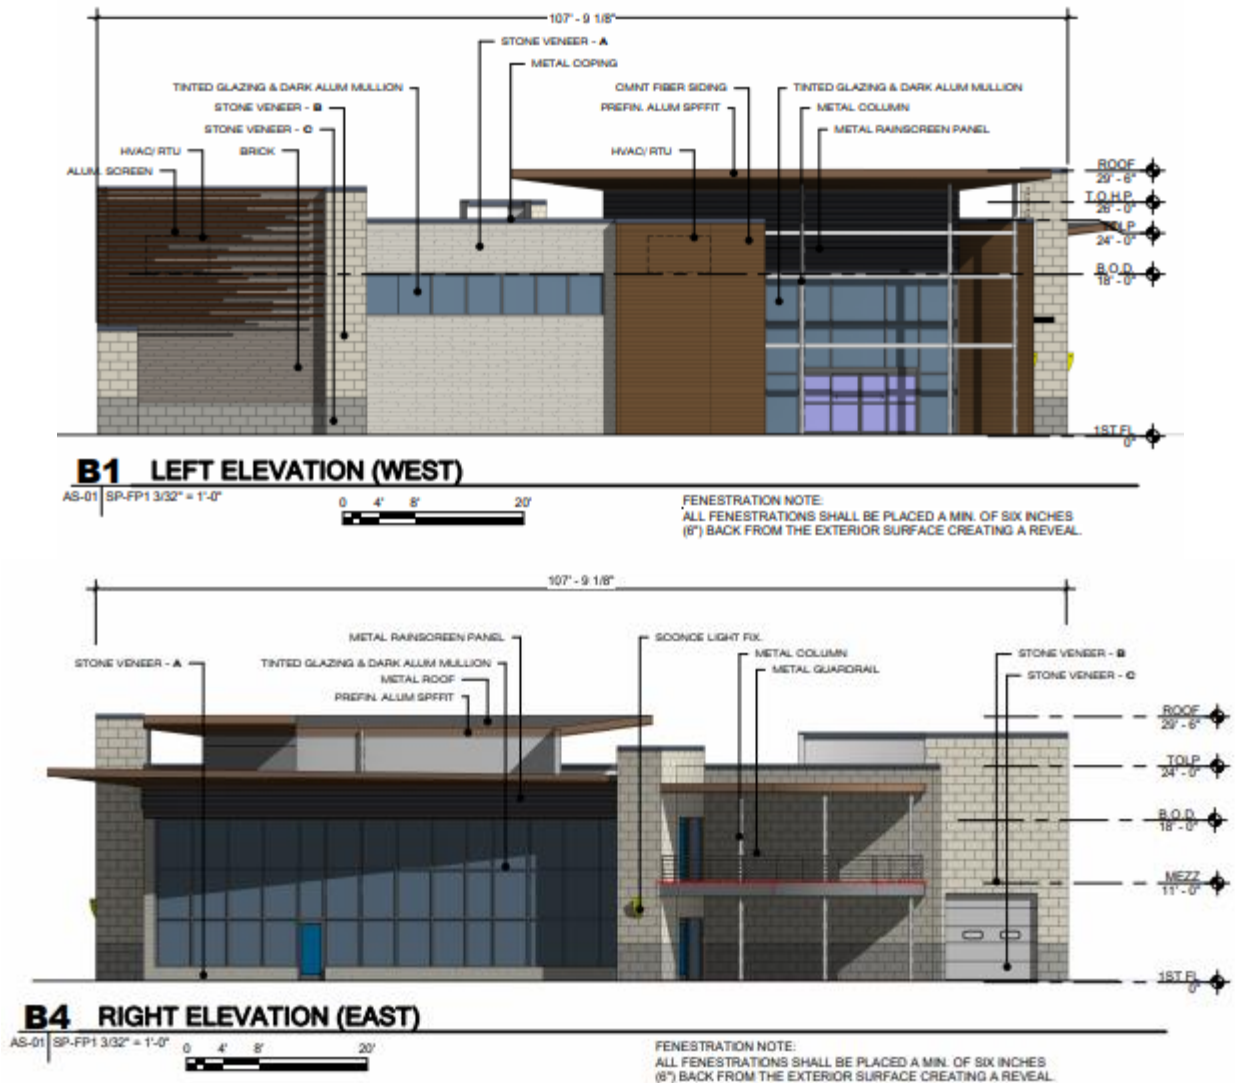 107' - 9 1/8"
STONE VENEER - A
METAL COPING
TINTED GLAZING & DARK ALUM MULLION
CMNT FIBER SIDING
TINTED GLAZING & DARK ALUM MULLION
STONE VENEER - B
PREFIN. ALUM SPFFIT
METAL COLUMN
STONE VENEER - C
METAL RAINSCREEN PANEL
HVAC/ RTU
BRICK
HVAC/ RTU
ALUM. SCREEN
ROOF
29' - 6"
T.O.H.P.
26' - 0"
TOLP
24' - 0"
B.O.D.
18' - 0"
1ST FL
0"
B1 LEFT ELEVATION (WEST)
AS-01 SP-FP1 3/32" = 1'-0"
0 4' 8' 20'
FENESTRATION NOTE:
ALL FENESTRATIONS SHALL BE PLACED A MIN. OF SIX INCHES
(6") BACK FROM THE EXTERIOR SURFACE CREATING A REVEAL.
107' - 9 1/8"
METAL RAINSCREEN PANEL
SCONCE LIGHT FIX.
STONE VENEER - A
TINTED GLAZING & DARK ALUM MULLION
METAL COLUMN
STONE VENEER - B
METAL ROOF
METAL GUARDRAIL
STONE VENEER - C
PREFIN. ALUM SPFFIT
ROOF
29' - 6"
TOLP
24' - 0"
B.O.D.
18' - 0"
MEZZ
11' - 0"
1ST FL
0"
B4 RIGHT ELEVATION (EAST)
AS-01 SP-FP1 3/32" = 1'-0"
0 4' 8' 20'
FENESTRATION NOTE:
ALL FENESTRATIONS SHALL BE PLACED A MIN. OF SIX INCHES
(6") BACK FROM THE EXTERIOR SURFACE CREATING A REVEAL.